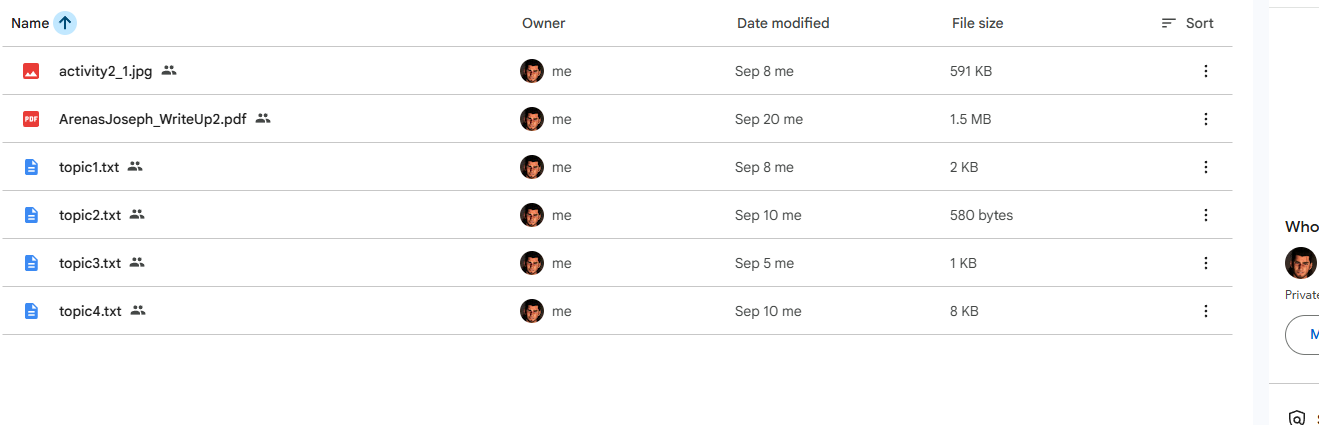 Name Owner Date modified File size Sort
activity2_1.jpg me Sep 8 me 591 KB
PDF ArenasJoseph_WriteUp2.pdf me Sep 20 me 1.5 MB
topic1.txt me Sep 8 me 2 KB
topic2.txt me Sep 10 me 580 bytes
topic3.txt me Sep 5 me 1 KB
topic4.txt me Sep 10 me 8 KB
Who
Private
M